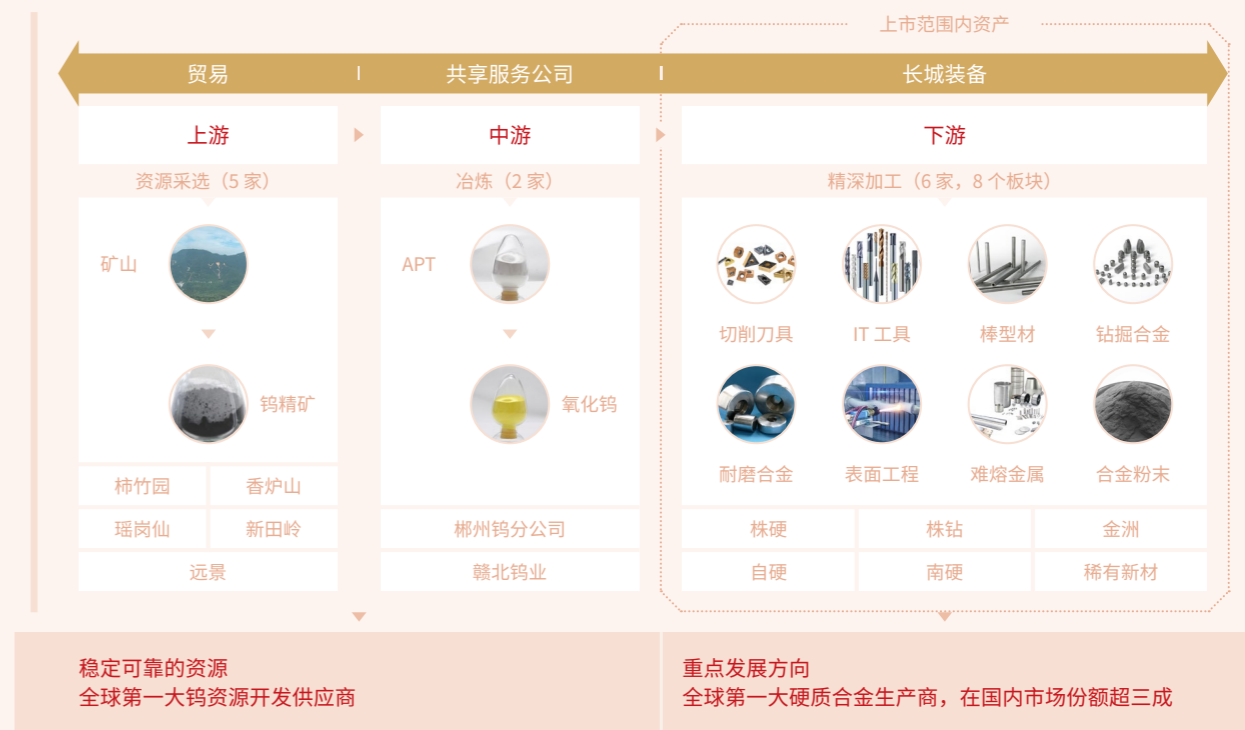 上市范围内资产
贸易
共享服务公司
长城装备
上游
中游
下游
资源采选（5 家）
冶炼（2 家）
精深加工（6 家，8 个板块）
矿山
钨精矿
柿竹园
香炉山
瑶岗仙
新田岭
远景
APT
氧化钨
郴州钨分公司
赣北钨业
切削刀具
IT 工具
棒型材
钻掘合金
耐磨合金
表面工程
难熔金属
合金粉末
株硬
株钻
金洲
自硬
南硬
稀有新材
稳定可靠的资源
全球第一大钨资源开发供应商
重点发展方向
全球第一大硬质合金生产商，在国内市场份额超三成